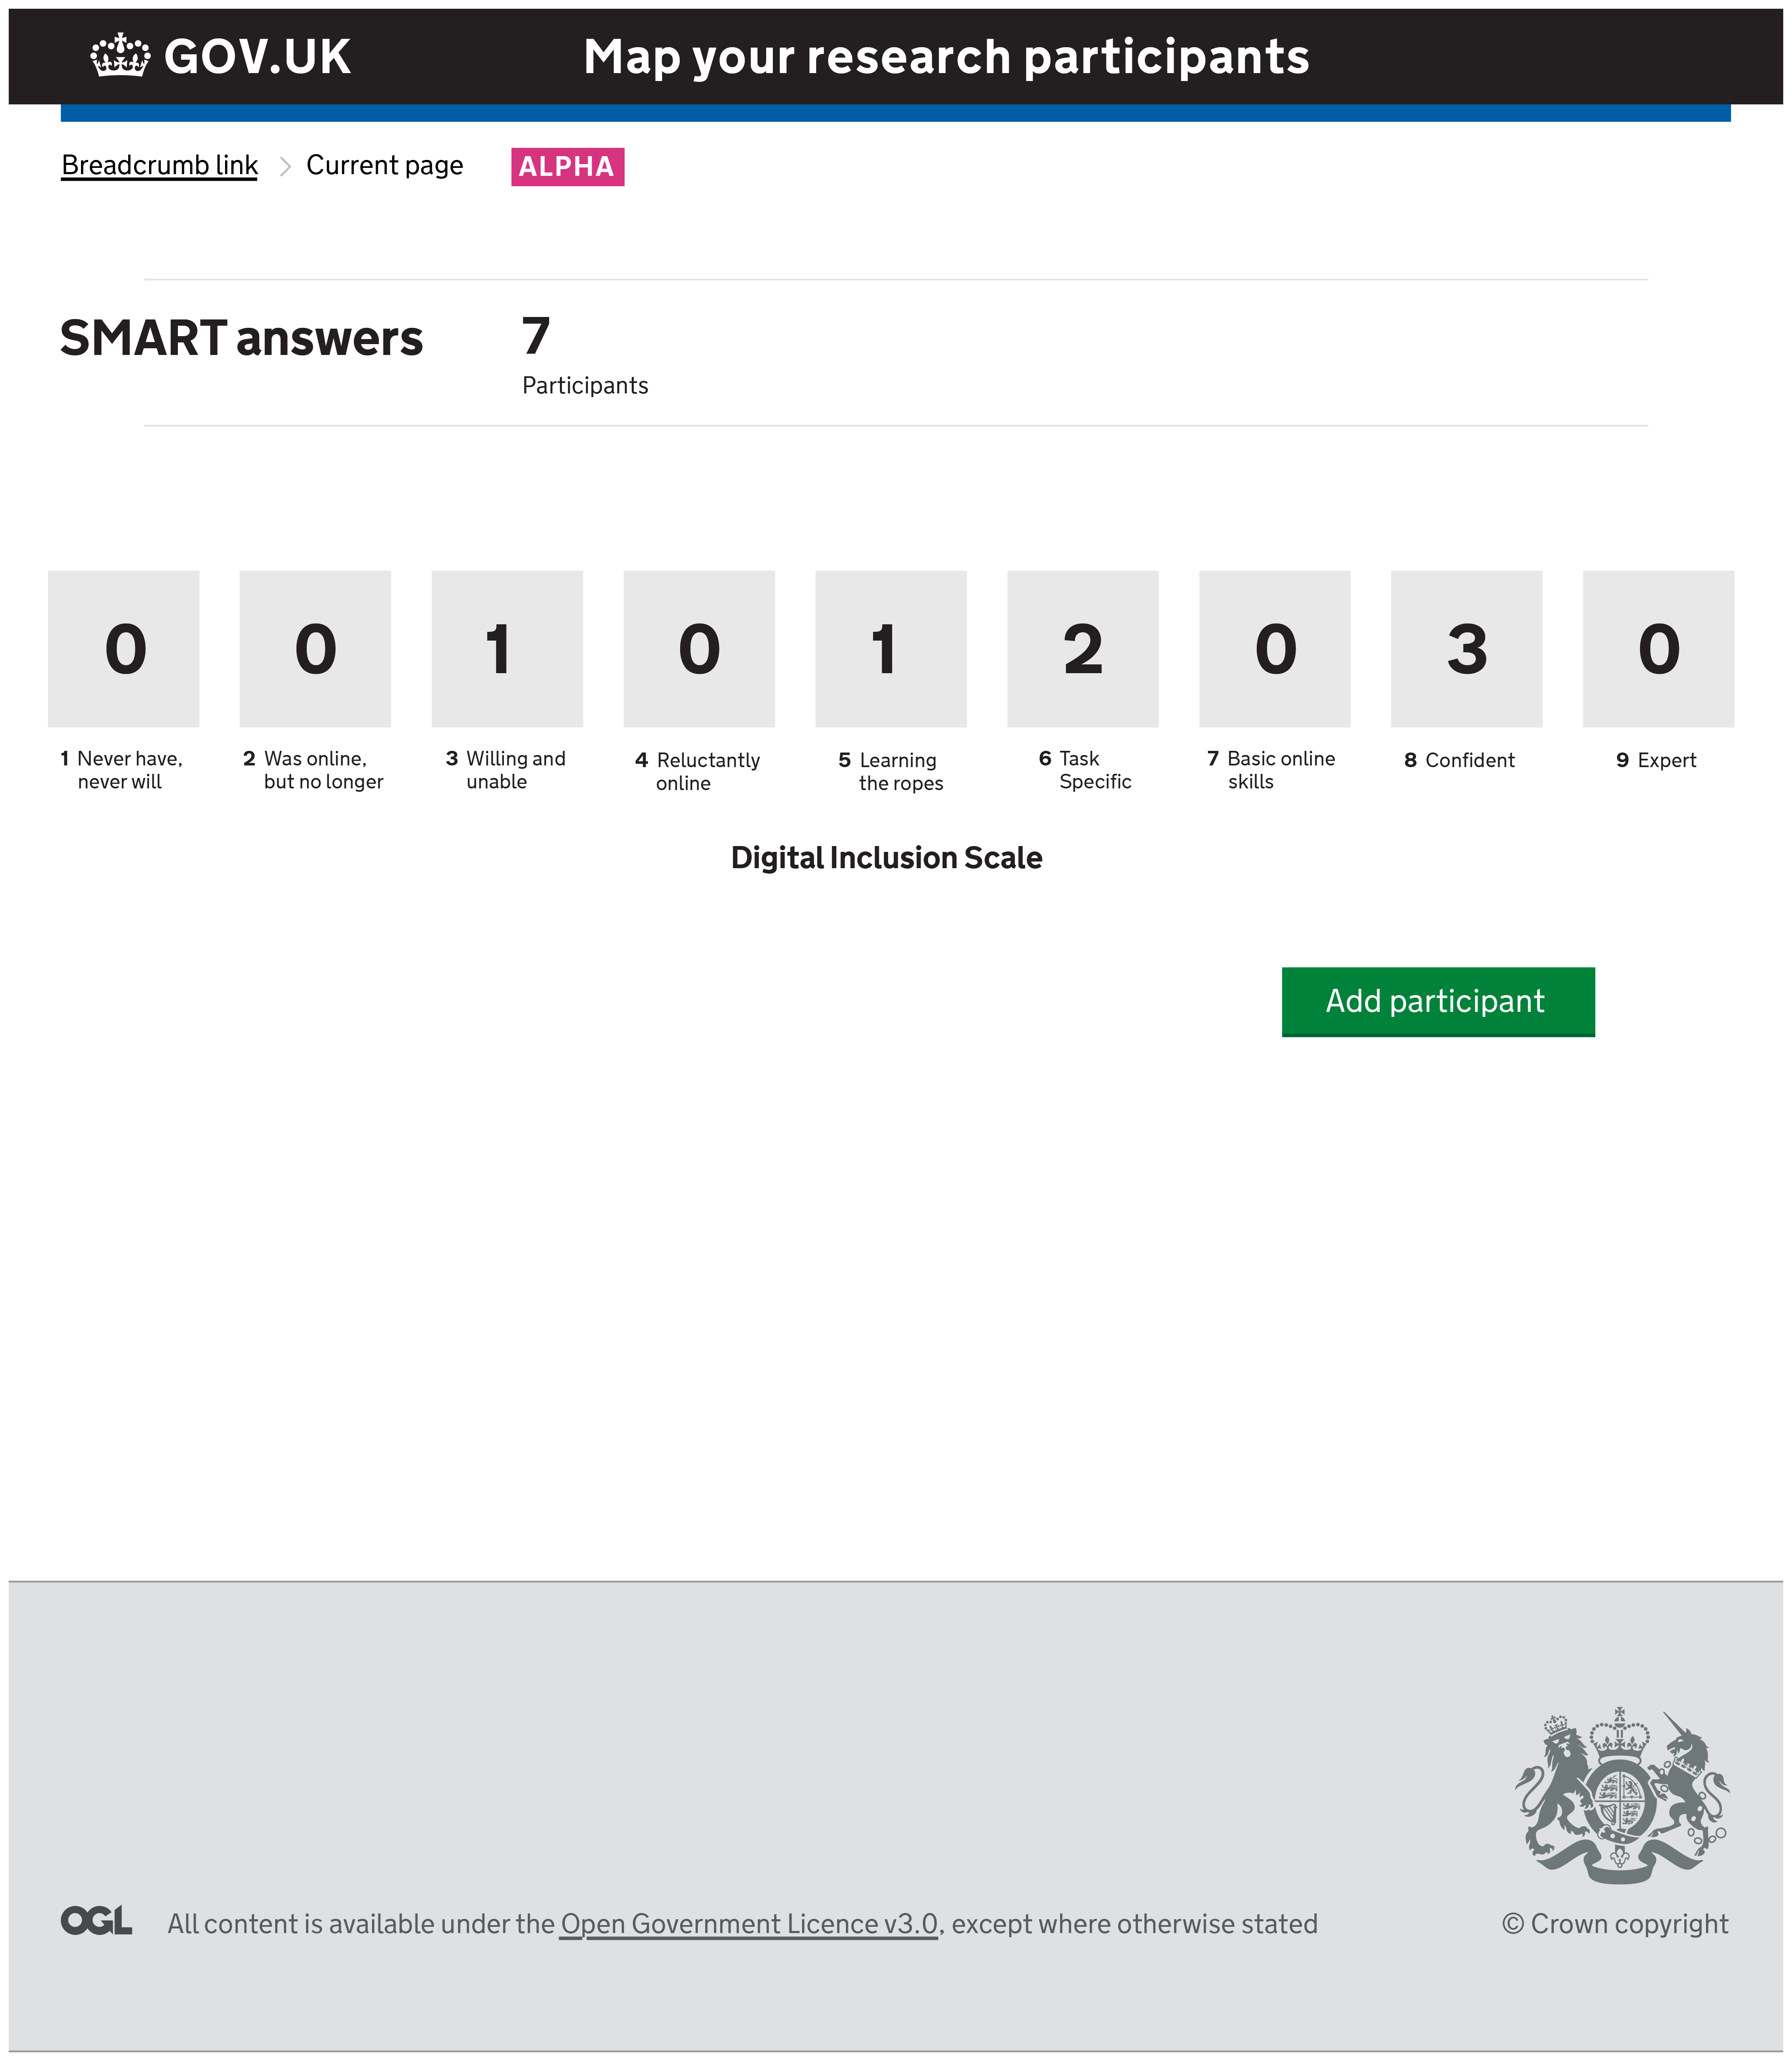 GOV.UK
Map your research participants
Breadcrumb link
Current page
ALPHA
SMART answers
7
Participants
0
0
1
0
1
2
0
3
0
1 Never have,
never will
2 Was online,
but no longer
3 Willing and
unable
4 Reluctantly
online
5 Learning
the ropes
6 Task
Specific
7 Basic online
skills
8 Confident
9 Expert
Digital Inclusion Scale
Add participant
OGL
All content is available under the Open Government Licence v3.0, except where otherwise stated
© Crown copyright